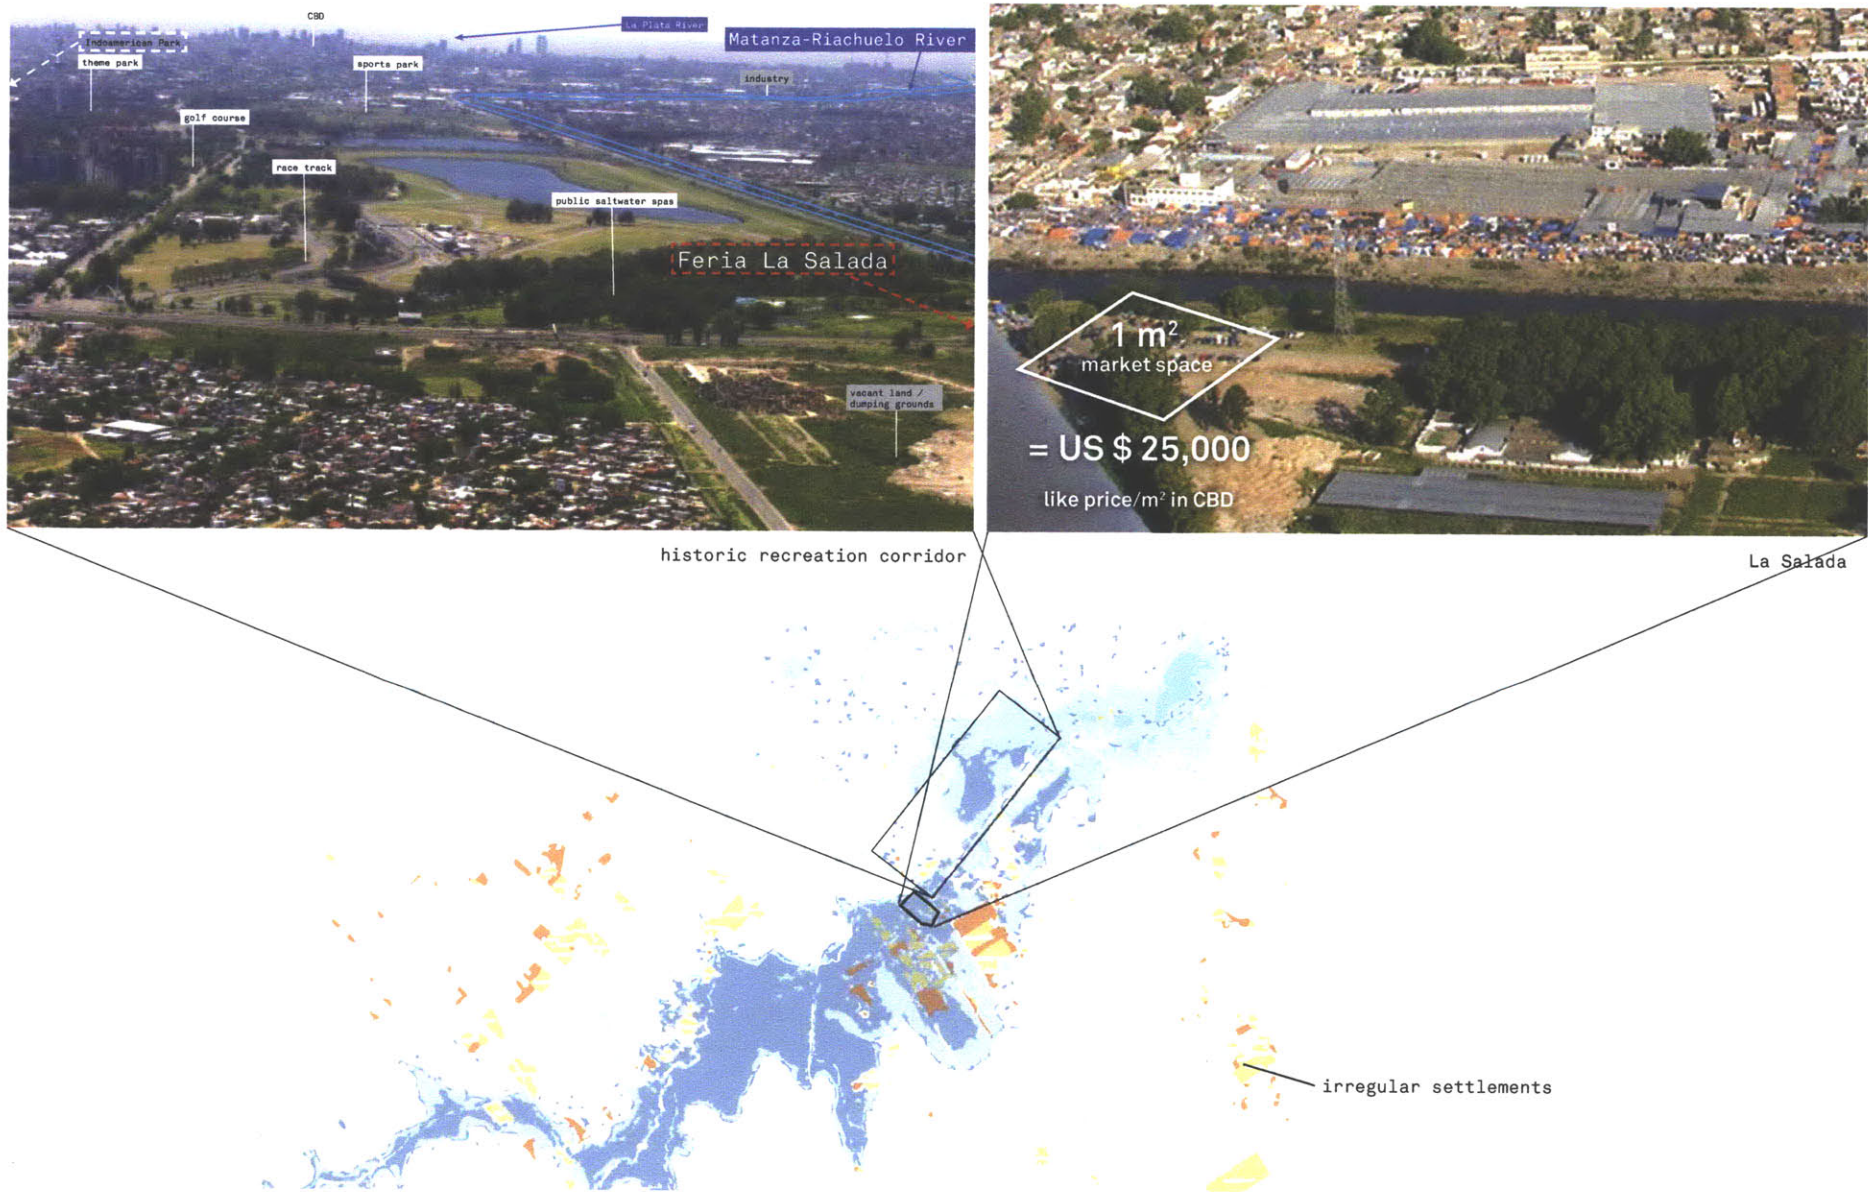 CBD
La Plata River
Indoamerican Park
Matanza-Riachuelo River
theme park
sports park
industry
golf course
race track
public saltwater spas
Feria La Salada
vacant land /
dumping grounds
1 m²
market space
= US $ 25,000
like price/m² in CBD
historic recreation corridor
La Salada
irregular settlements